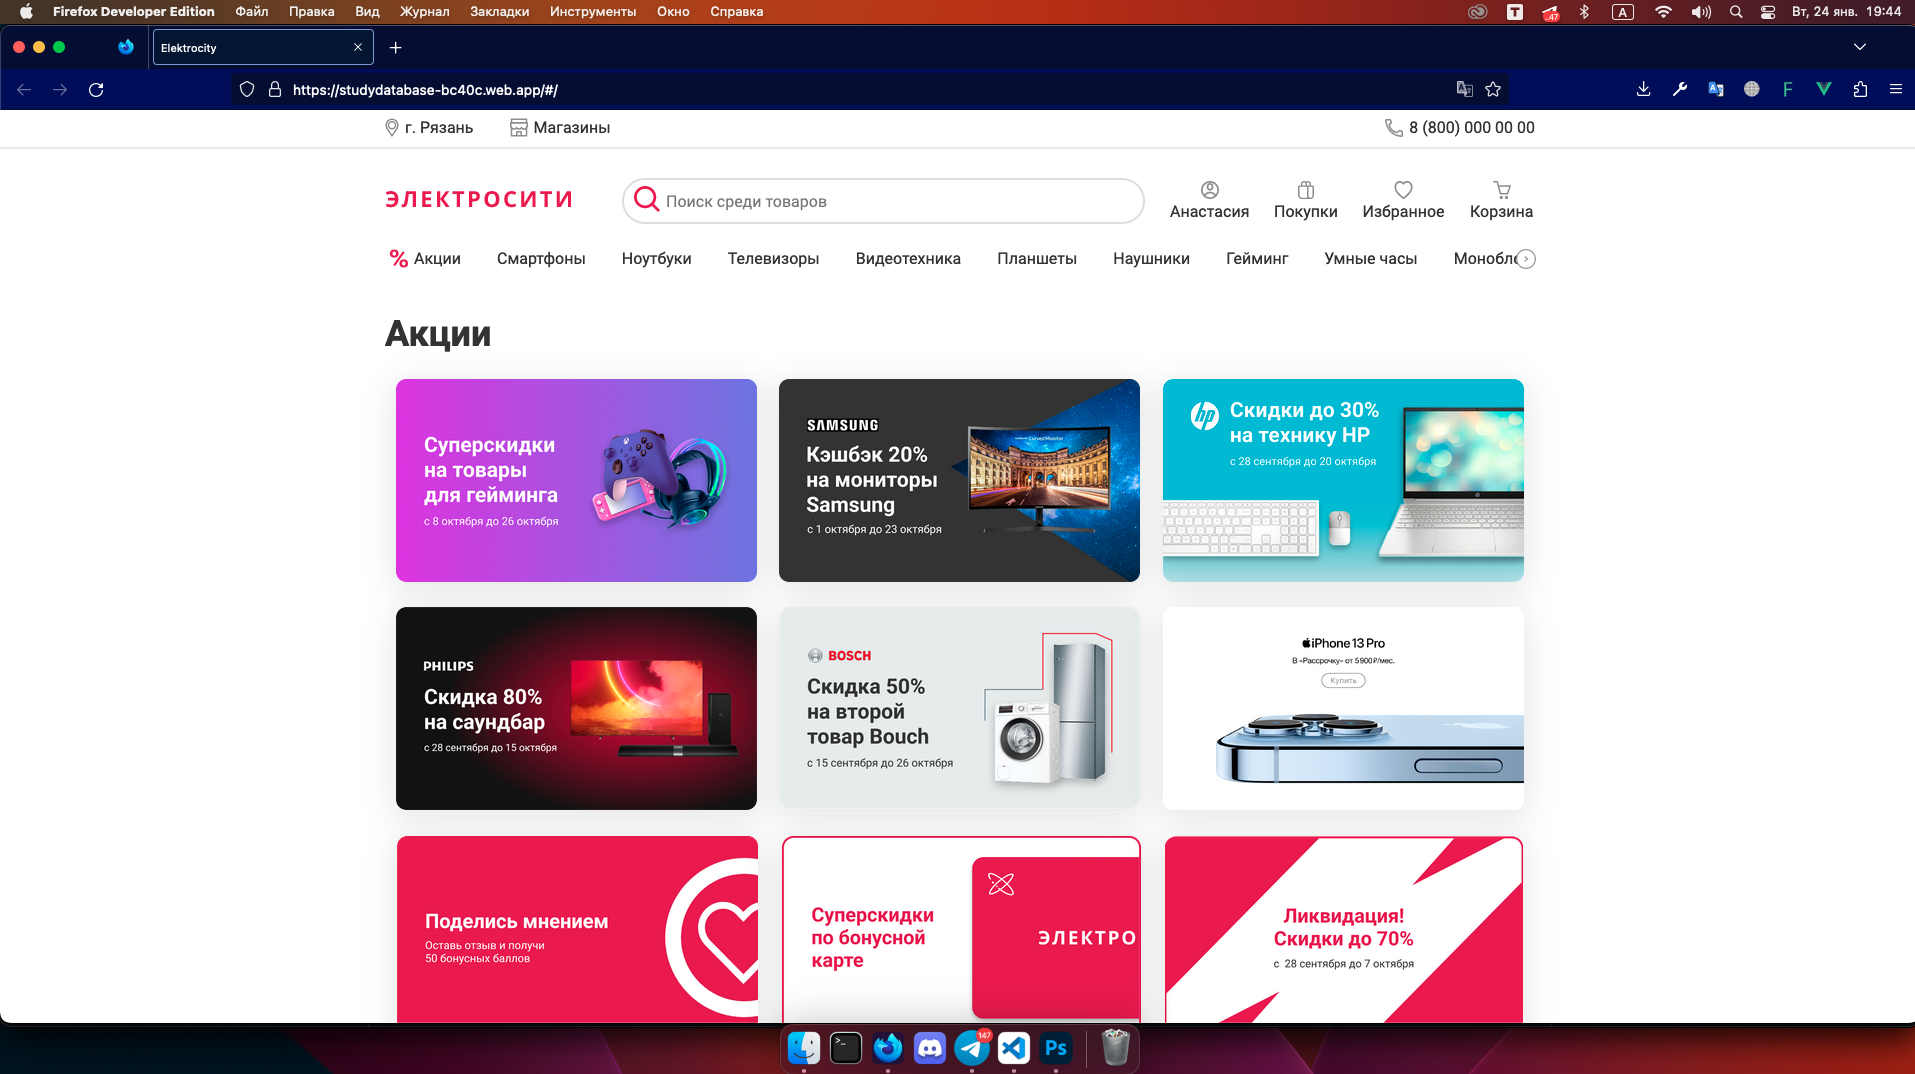 Firefox Developer Edition Файл Правка Вид Журнал Закладки Инструменты Окно Справка
T 47 A Вт, 24 янв. 19:44
Elektrocity
https://studydatabase-bc40c.web.app/#/
F
г. Рязань Магазины 8 (800) 000 00 00
ЭЛЕКТРОСИТИ
Поиск среди товаров
Анастасия Покупки Избранное Корзина
% Акции Смартфоны Ноутбуки Телевизоры Видеотехника Планшеты Наушники Гейминг Умные часы Монобло
Акции
Суперскидки
на товары
для гейминга
с 8 октября до 26 октября
SAMSUNG
Кэшбэк 20%
на мониторы
Samsung
с 1 октября до 23 октября
hp
Скидки до 30%
на технику HP
с 28 сентября до 20 октября
PHILIPS
Скидка 80%
на саундбар
с 28 сентября до 15 октября
BOSCH
Скидка 50%
на второй
товар Bouch
с 15 сентября до 26 октября
iPhone 13 Pro
В «Рассрочку» от 5900 ₽/мес.
Купить
Поделись мнением
Оставь отзыв и получи
50 бонусных баллов
Суперскидки
по бонусной
карте
ЭЛЕКТРО
Ликвидация!
Скидки до 70%
с 28 сентября до 7 октября
147
Ps